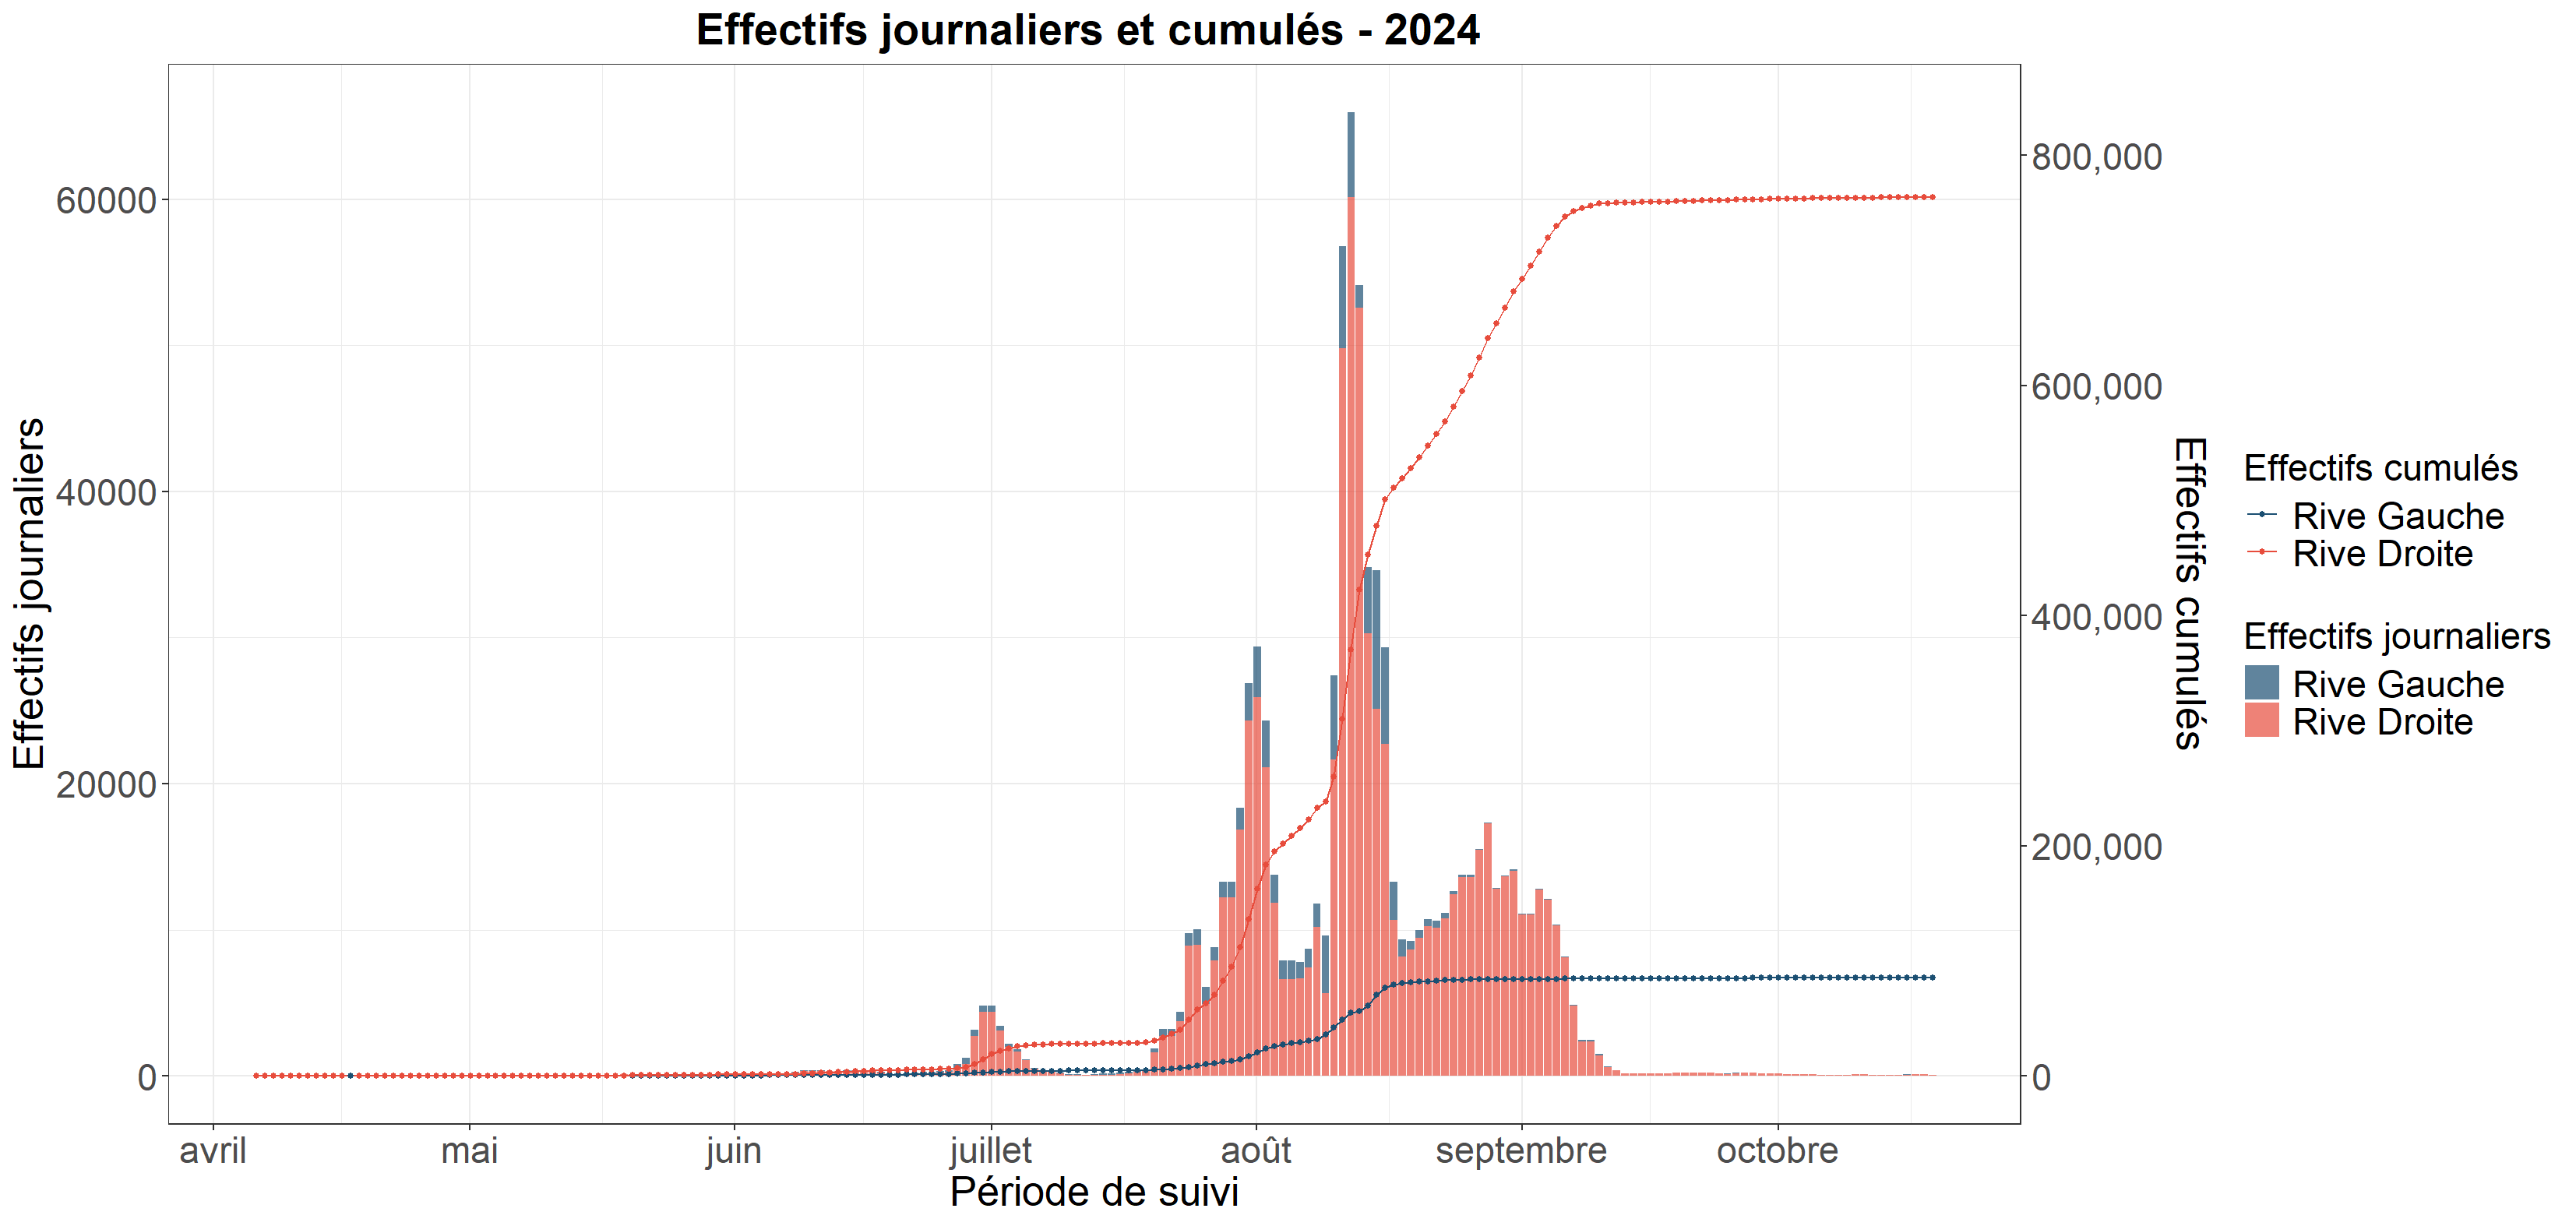 Effectifs journaliers et cumulés - 2024
Effectifs journaliers
60000
40000
20000
0
800,000
600,000
400,000
200,000
0
Effectifs cumulés
avril
mai
juin
juillet
août
septembre
octobre
Période de suivi
Effectifs cumulés
Rive Gauche
Rive Droite
Effectifs journaliers
Rive Gauche
Rive Droite